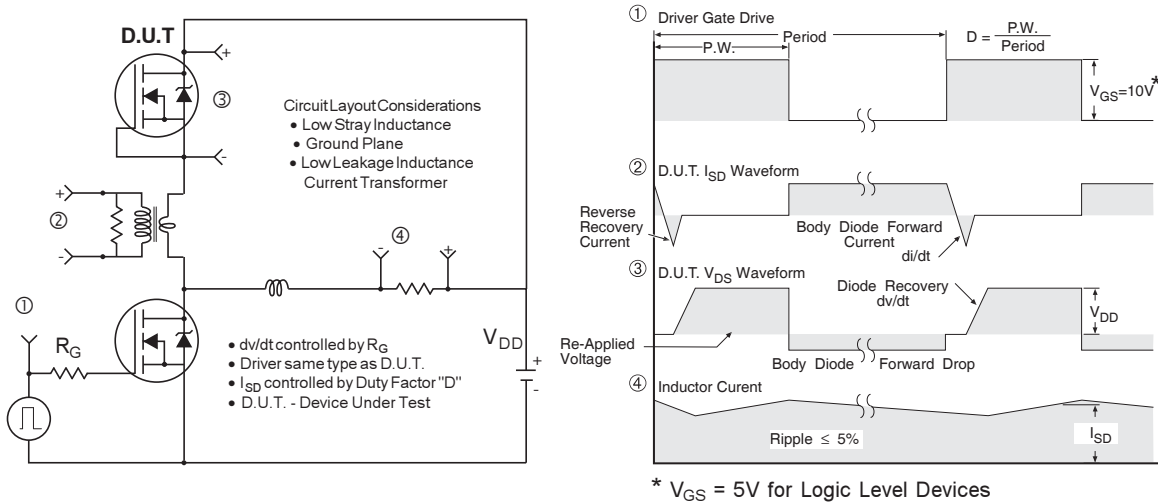 D.U.T
+
③
-
Circuit Layout Considerations
• Low Stray Inductance
• Ground Plane
• Low Leakage Inductance
Current Transformer
+
②
-
④
- +
①
R_G
• dv/dt controlled by R_G
• Driver same type as D.U.T.
• I_SD controlled by Duty Factor "D"
• D.U.T. - Device Under Test
V_DD
+
-
① Driver Gate Drive
Period
P.W.
D = P.W. / Period
V_GS=10V *
② D.U.T. I_SD Waveform
Reverse
Recovery
Current
Body Diode Forward
Current
di/dt
③ D.U.T. V_DS Waveform
Diode Recovery
dv/dt
V_DD
Re-Applied
Voltage
Body Diode Forward Drop
④ Inductor Curent
Ripple ≤ 5%
I_SD
* V_GS = 5V for Logic Level Devices